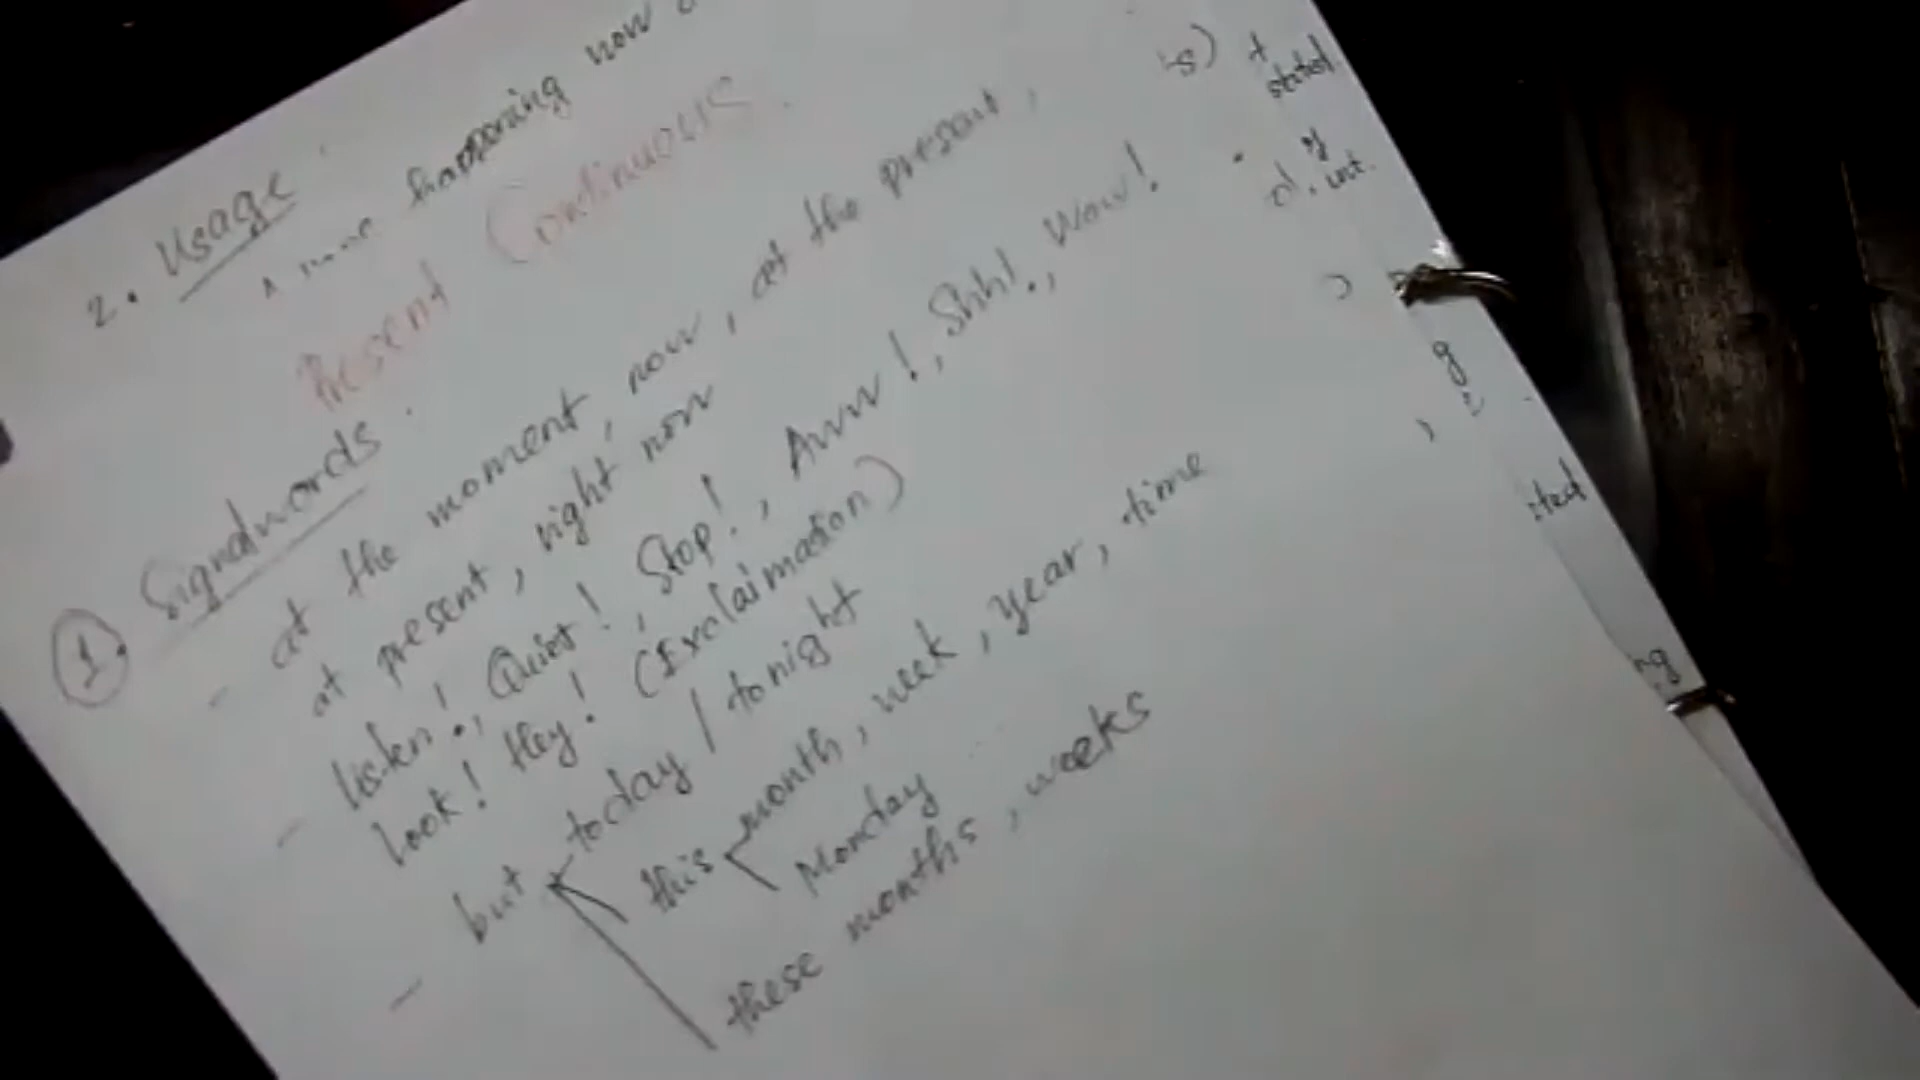 2. Usage
happening now
Present Continuous
1. Signalwords:
- at the moment, now, at the present,
at present, right now
- listen!, Quiet!, Stop!, Aww!, Shh!, Wow!
Look! Hey! (Exclaimation)
- but today / tonight
this month, week, year, time
Monday
these months, weeks
stated